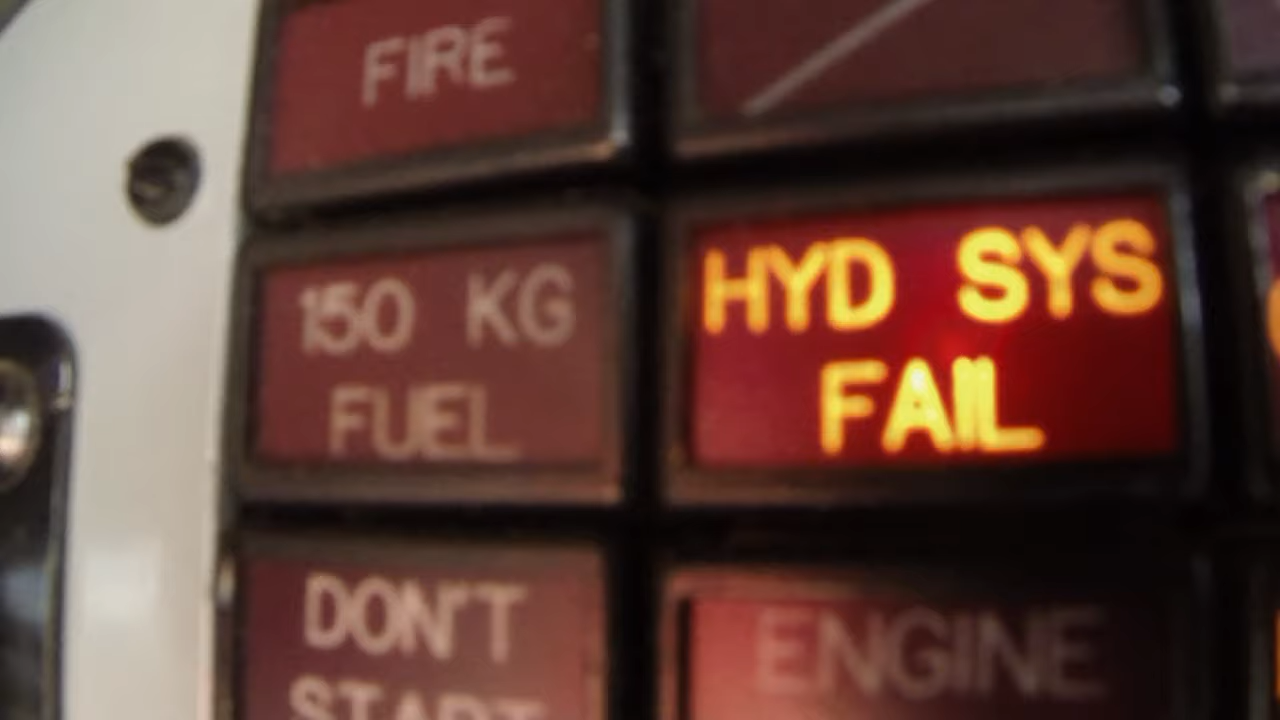 FIRE
150 KG
FUEL
HYD SYS
FAIL
DON'T
START
ENGINE